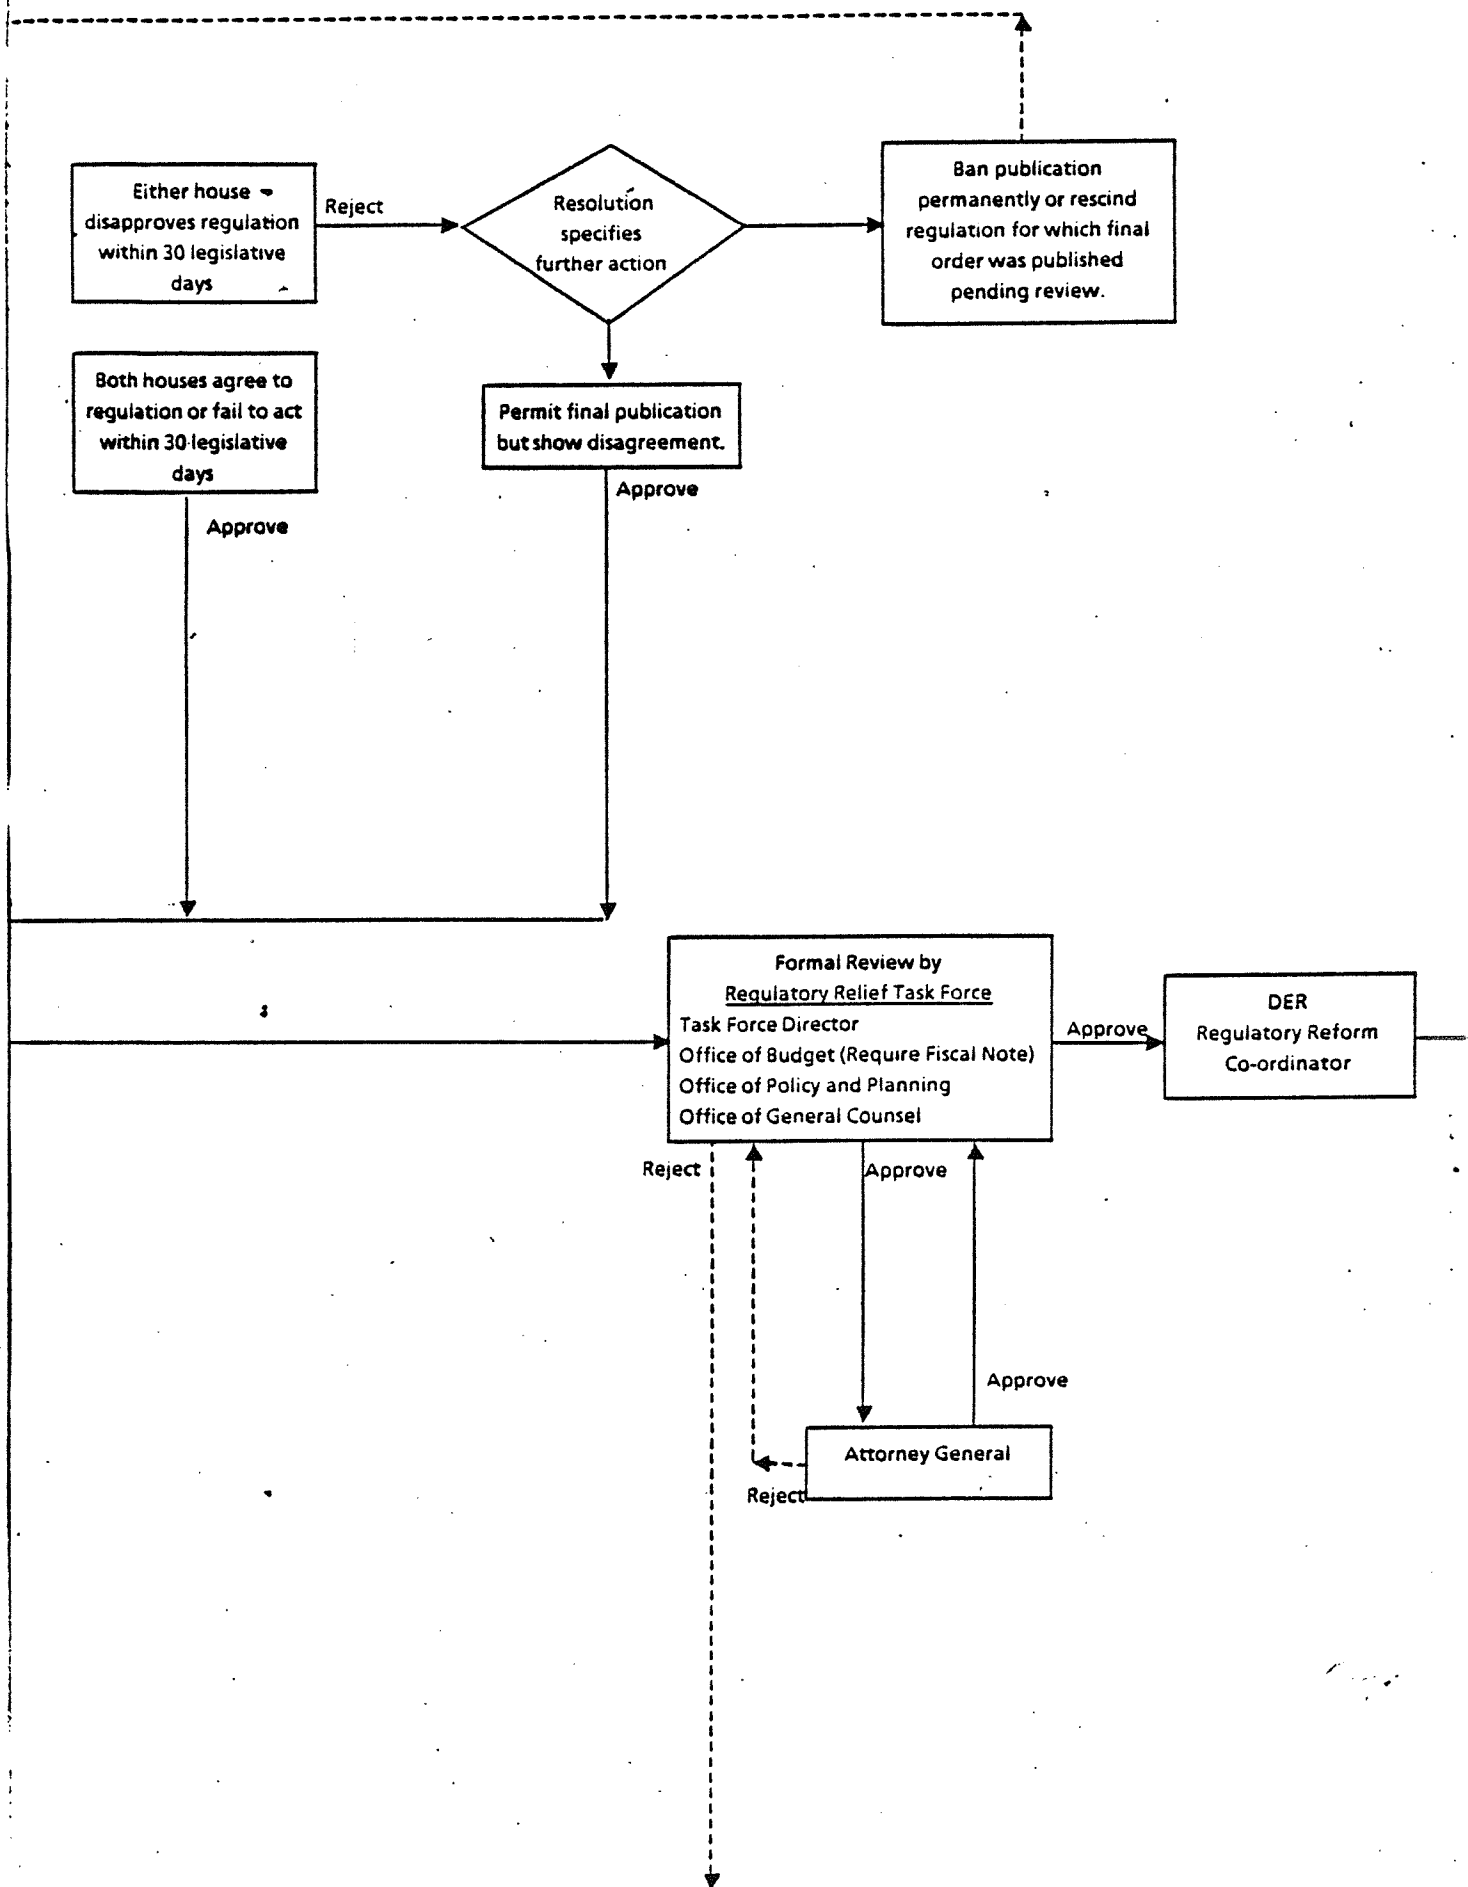 Either house
disapproves regulation
within 30 legislative
days
Reject
Resolution
specifies
further action
Ban publication
permanently or rescind
regulation for which final
order was published
pending review.
Both houses agree to
regulation or fail to act
within 30 legislative
days
Approve
Permit final publication
but show disagreement.
Approve
Formal Review by
Regulatory Relief Task Force
Task Force Director
Office of Budget (Require Fiscal Note)
Office of Policy and Planning
Office of General Counsel
Approve
DER
Regulatory Reform
Co-ordinator
Reject
Approve
Approve
Attorney General
Reject